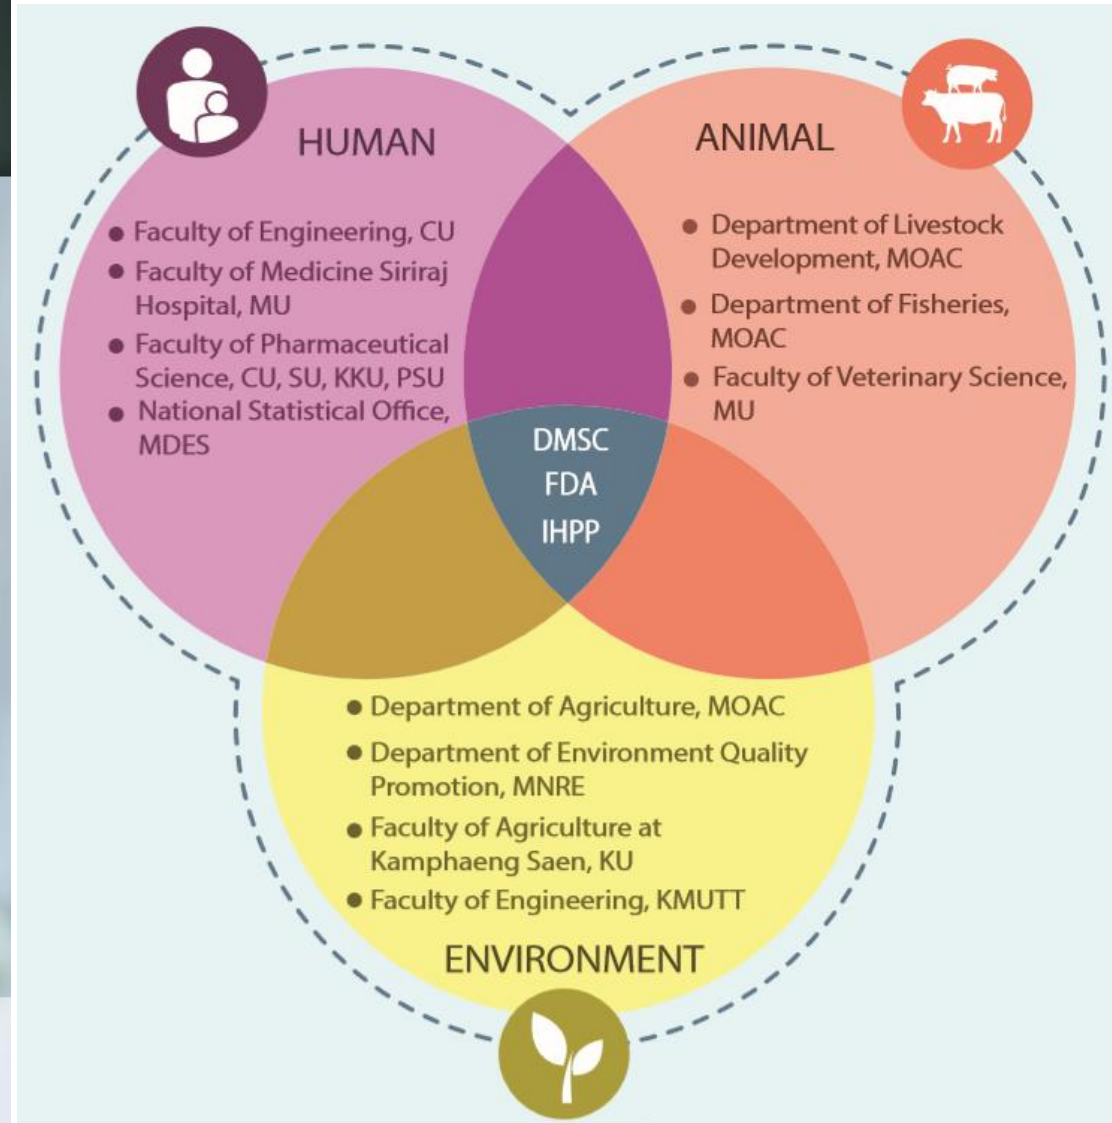 HUMAN
● Faculty of Engineering, CU
● Faculty of Medicine Siriraj
Hospital, MU
● Faculty of Pharmaceutical
Science, CU, SU, KKU, PSU
● National Statistical Office,
MDES
ANIMAL
● Department of Livestock
Development, MOAC
● Department of Fisheries,
MOAC
● Faculty of Veterinary Science,
MU
DMSC
FDA
IHPP
● Department of Agriculture, MOAC
● Department of Environment Quality
Promotion, MNRE
● Faculty of Agriculture at
Kamphaeng Saen, KU
● Faculty of Engineering, KMUTT
ENVIRONMENT